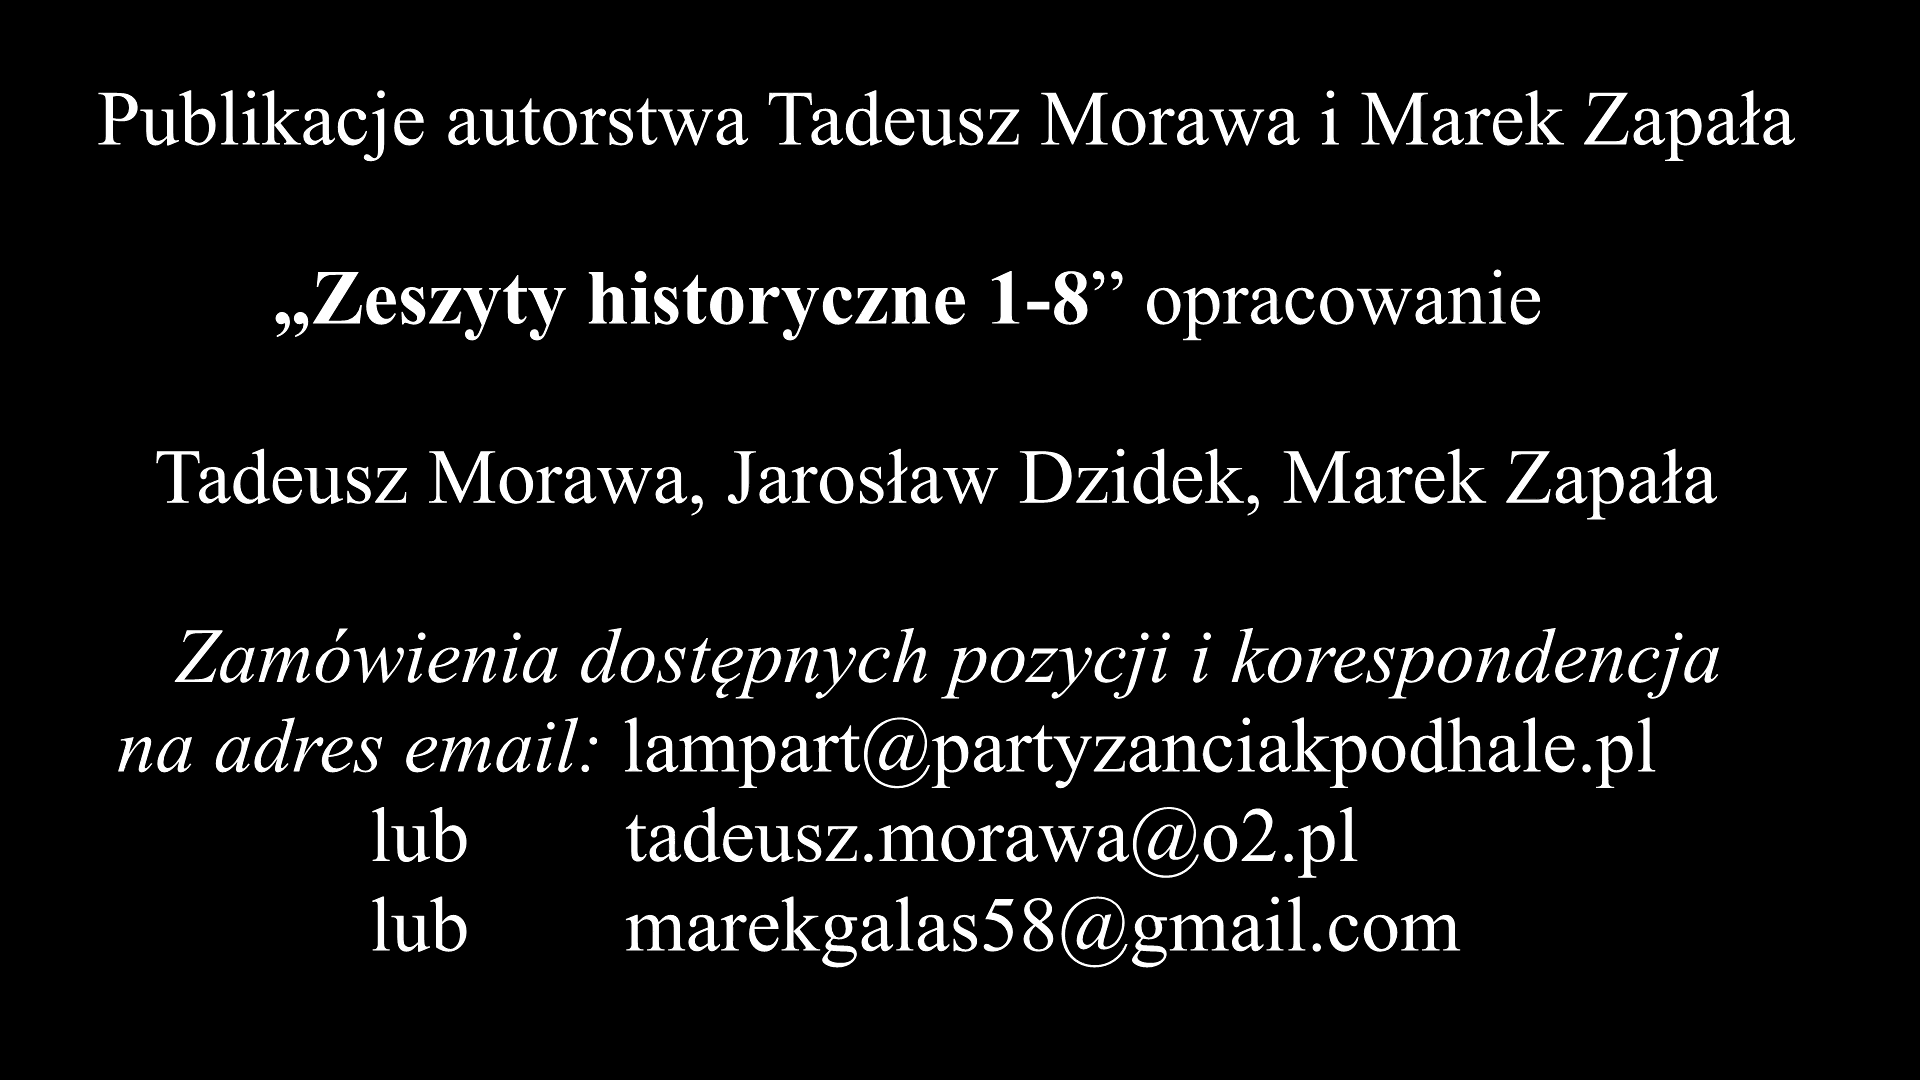 Publikacje autorstwa Tadeusz Morawa i Marek Zapała
„Zeszyty historyczne 1-8” opracowanie
Tadeusz Morawa, Jarosław Dzidek, Marek Zapała
Zamówienia dostępnych pozycji i korespondencja
na adres email: lampart@partyzanciakpodhale.pl
lub tadeusz.morawa@o2.pl
lub marekgalas58@gmail.com